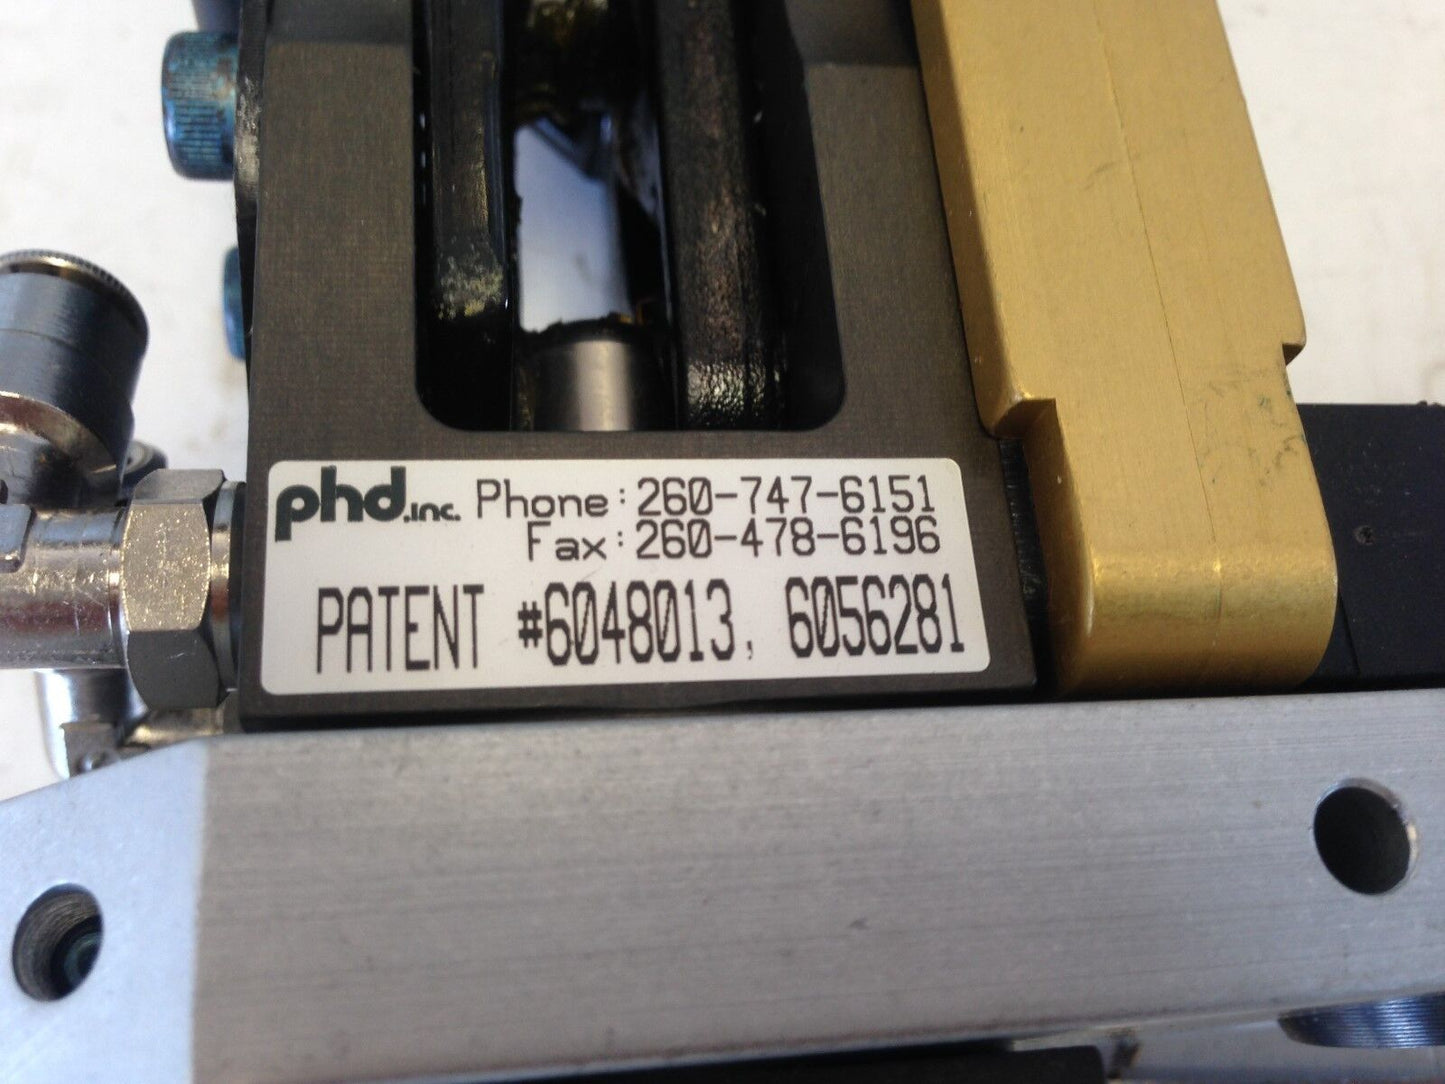 phd, inc. Phone: 260-747-6151
Fax: 260-478-6196
PATENT #6048013, 6056281